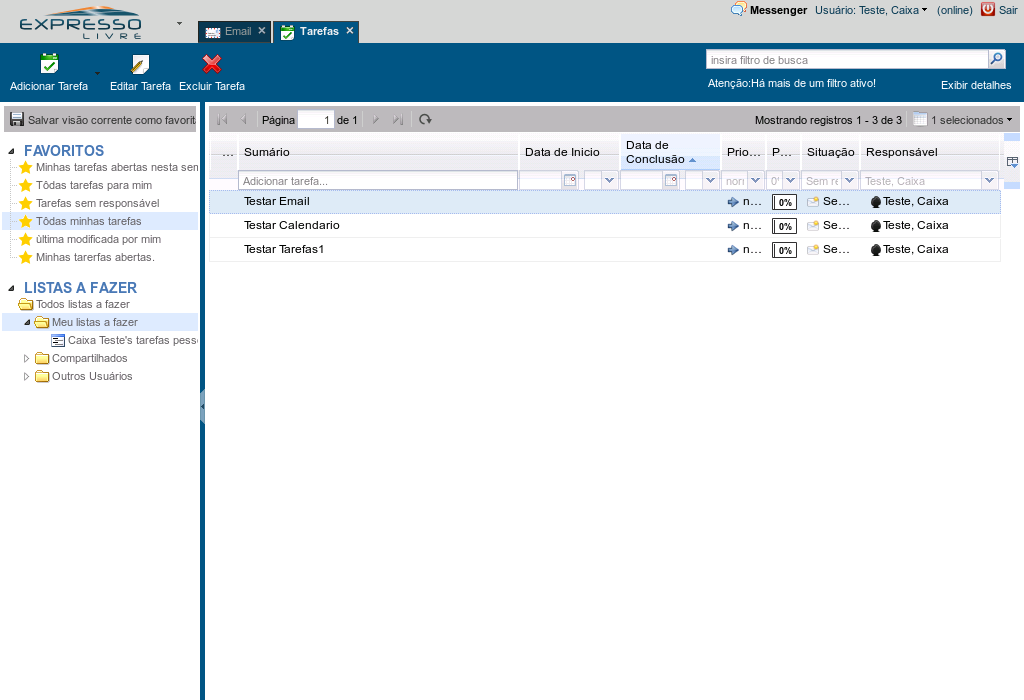 EXPRESSO
LIVRE
Email
Tarefas
Messenger
Usuário: Teste, Caixa
(online)
Sair
Adicionar Tarefa
Editar Tarefa
Excluir Tarefa
insira filtro de busca
Atenção:Há mais de um filtro ativo!
Exibir detalhes
Salvar visão corrente como favorit
Página 1 de 1
Mostrando registros 1 - 3 de 3
1 selecionados
FAVORITOS
Minhas tarefas abertas nesta sen
Tôdas tarefas para mim
Tarefas sem responsável
Tôdas minhas tarefas
última modificada por mim
Minhas tarerfas abertas.
LISTAS A FAZER
Todos listas a fazer
Meu listas a fazer
Caixa Teste's tarefas pess
Compartilhados
Outros Usuários
... Sumário Data de Inicio Data de Conclusão Prio... P... Situação Responsável
Adicionar tarefa... nor 0' Sem re Teste, Caixa
Testar Email n... 0% Se... Teste, Caixa
Testar Calendario n... 0% Se... Teste, Caixa
Testar Tarefas1 n... 0% Se... Teste, Caixa